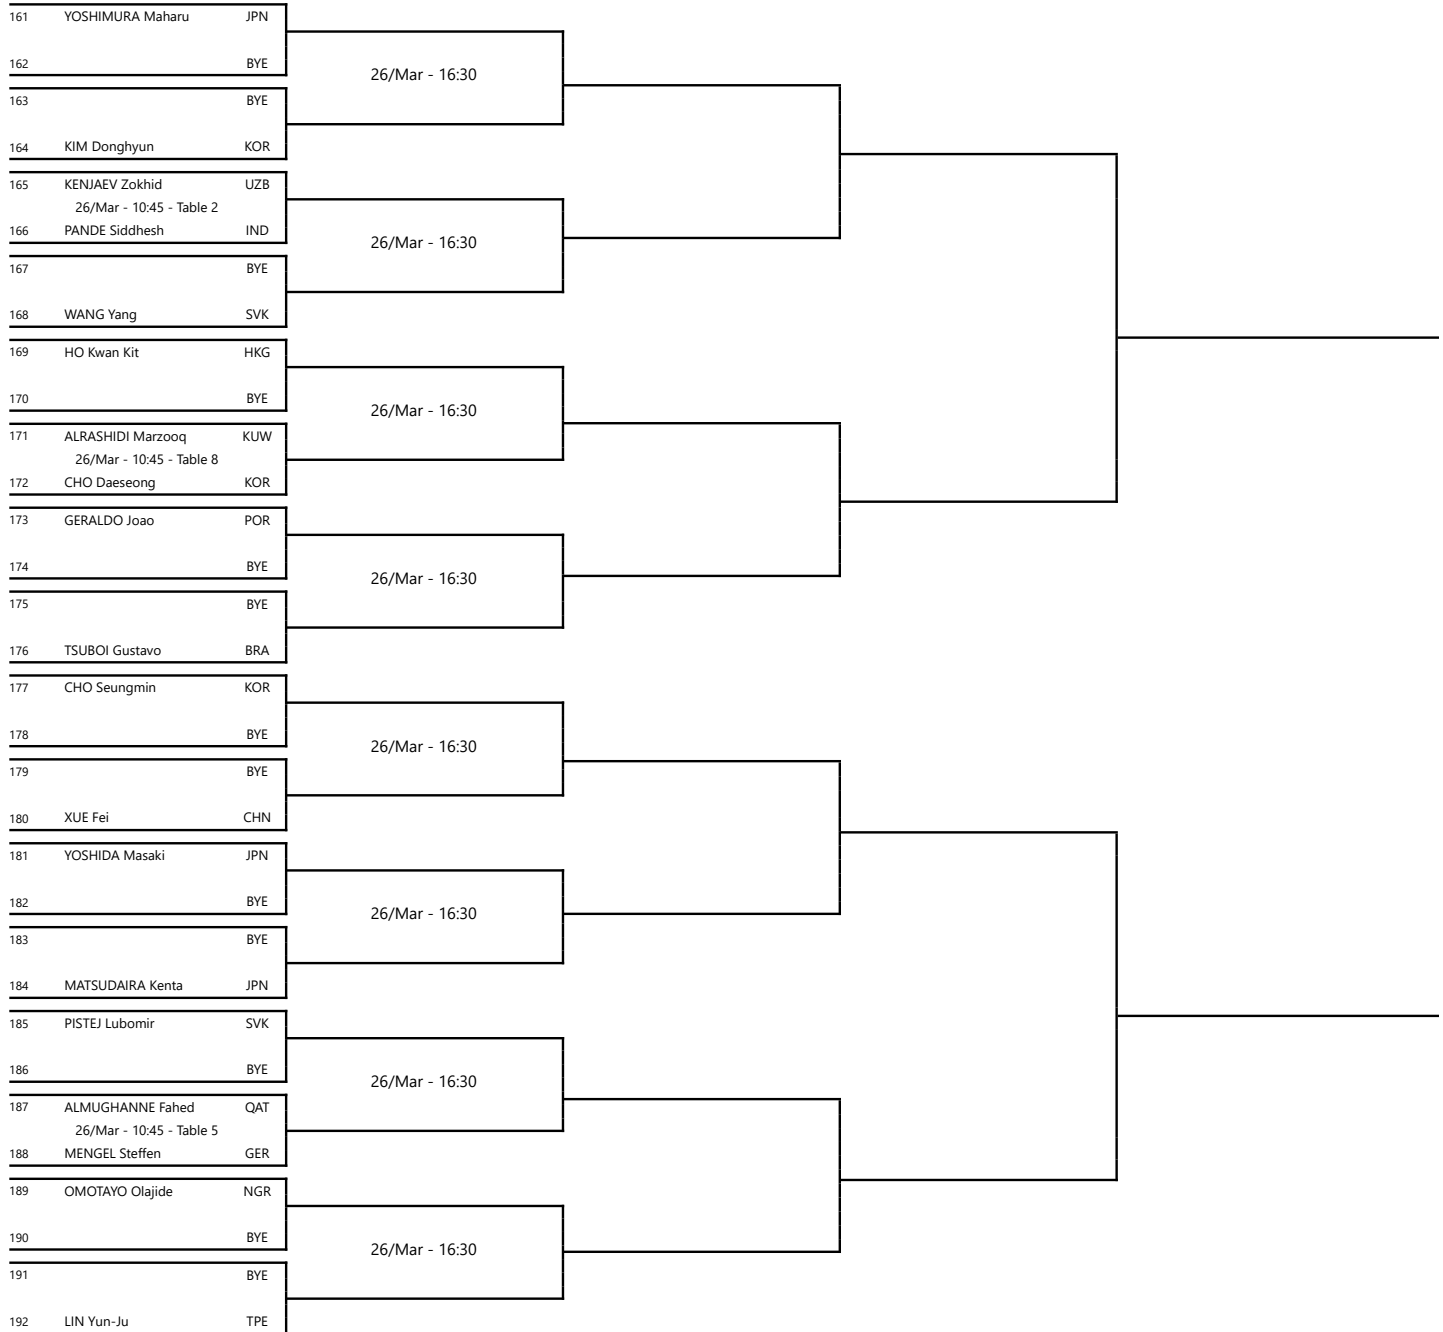 161 YOSHIMURA Maharu JPN
162 BYE
26/Mar - 16:30
163 BYE
164 KIM Donghyun KOR
165 KENJAEV Zokhid UZB
26/Mar - 10:45 - Table 2
166 PANDE Siddhesh IND
26/Mar - 16:30
167 BYE
168 WANG Yang SVK
169 HO Kwan Kit HKG
170 BYE
26/Mar - 16:30
171 ALRASHIDI Marzooq KUW
26/Mar - 10:45 - Table 8
172 CHO Daeseong KOR
173 GERALDO Joao POR
174 BYE
26/Mar - 16:30
175 BYE
176 TSUBOI Gustavo BRA
177 CHO Seungmin KOR
178 BYE
26/Mar - 16:30
179 BYE
180 XUE Fei CHN
181 YOSHIDA Masaki JPN
182 BYE
26/Mar - 16:30
183 BYE
184 MATSUDAIRA Kenta JPN
185 PISTEJ Lubomir SVK
186 BYE
26/Mar - 16:30
187 ALMUGHANNE Fahed QAT
26/Mar - 10:45 - Table 5
188 MENGEL Steffen GER
189 OMOTAYO Olajide NGR
190 BYE
26/Mar - 16:30
191 BYE
192 LIN Yun-Ju TPE